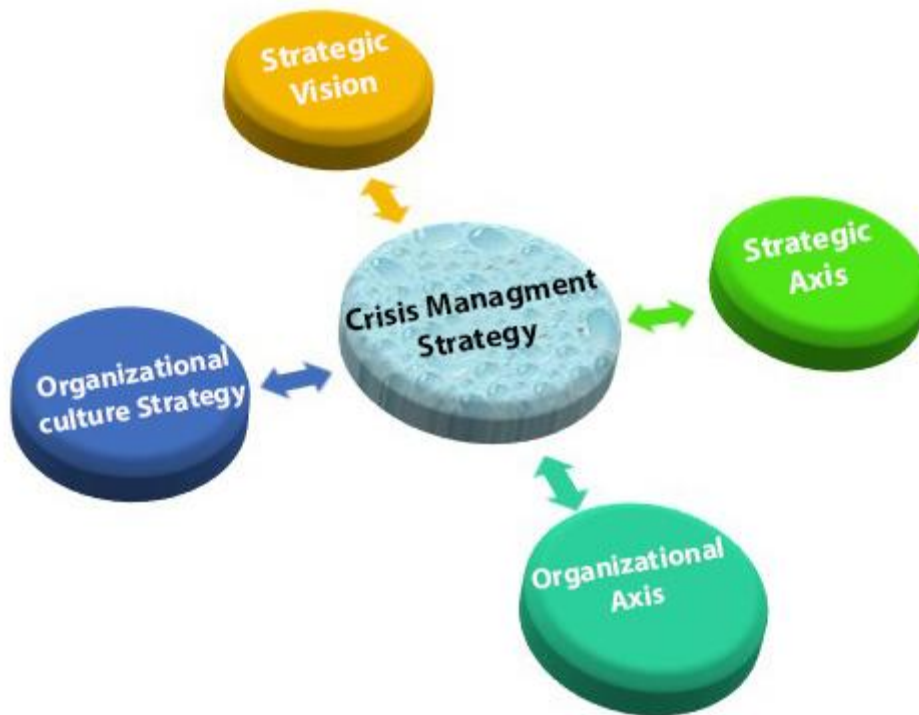 Strategic
Vision
Strategic
Axis
Crisis Managment
Strategy
Organizational
culture Strategy
Organizational
Axis